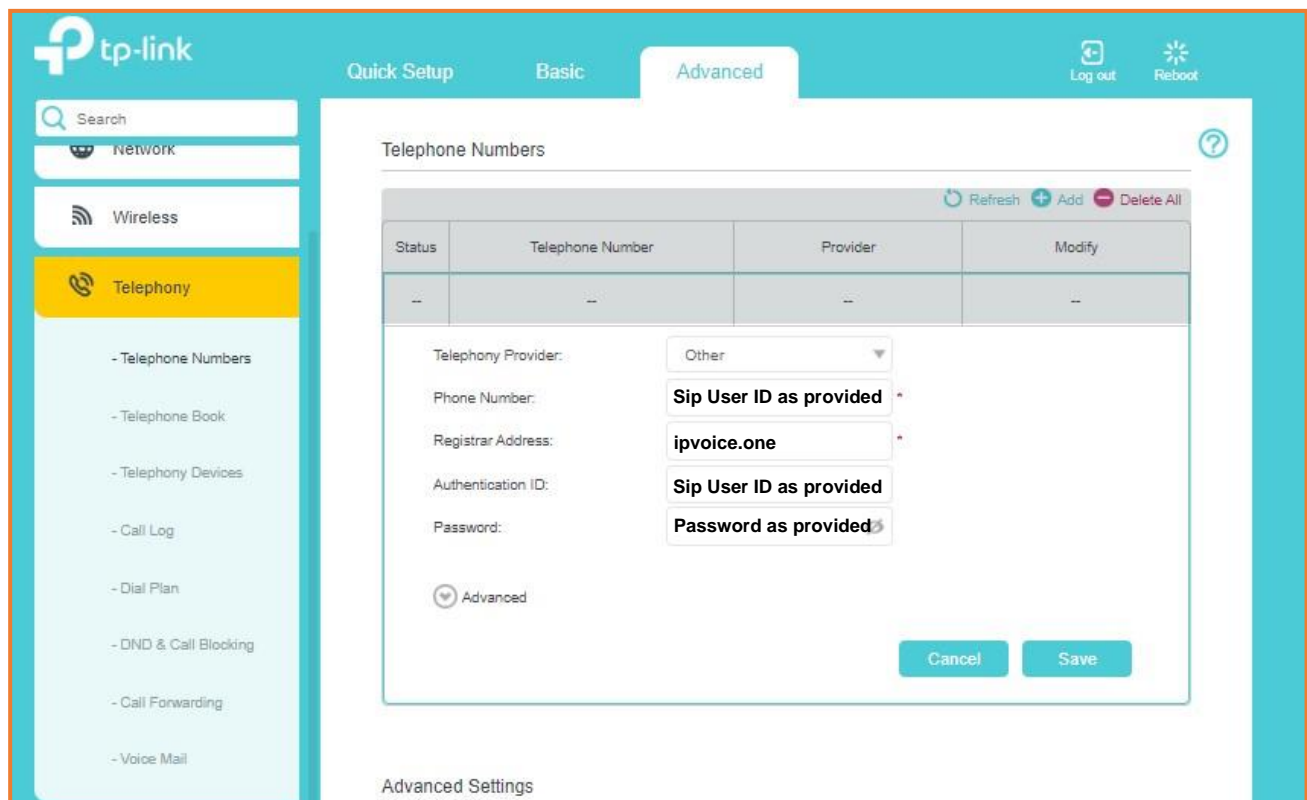 tp-link
Quick Setup
Basic
Advanced
Log out
Reboot
Search
Network
Wireless
Telephony
- Telephone Numbers
- Telephone Book
- Telephony Devices
- Call Log
- Dial Plan
- DND & Call Blocking
- Call Forwarding
- Voice Mail
Telephone Numbers
?
Refresh Add Delete All
Status Telephone Number Provider Modify
-- -- -- --
Telephony Provider: Other
Phone Number: Sip User ID as provided *
Registrar Address: ipvoice.one *
Authentication ID: Sip User ID as provided
Password: Password as provided
Advanced
Cancel Save
Advanced Settings